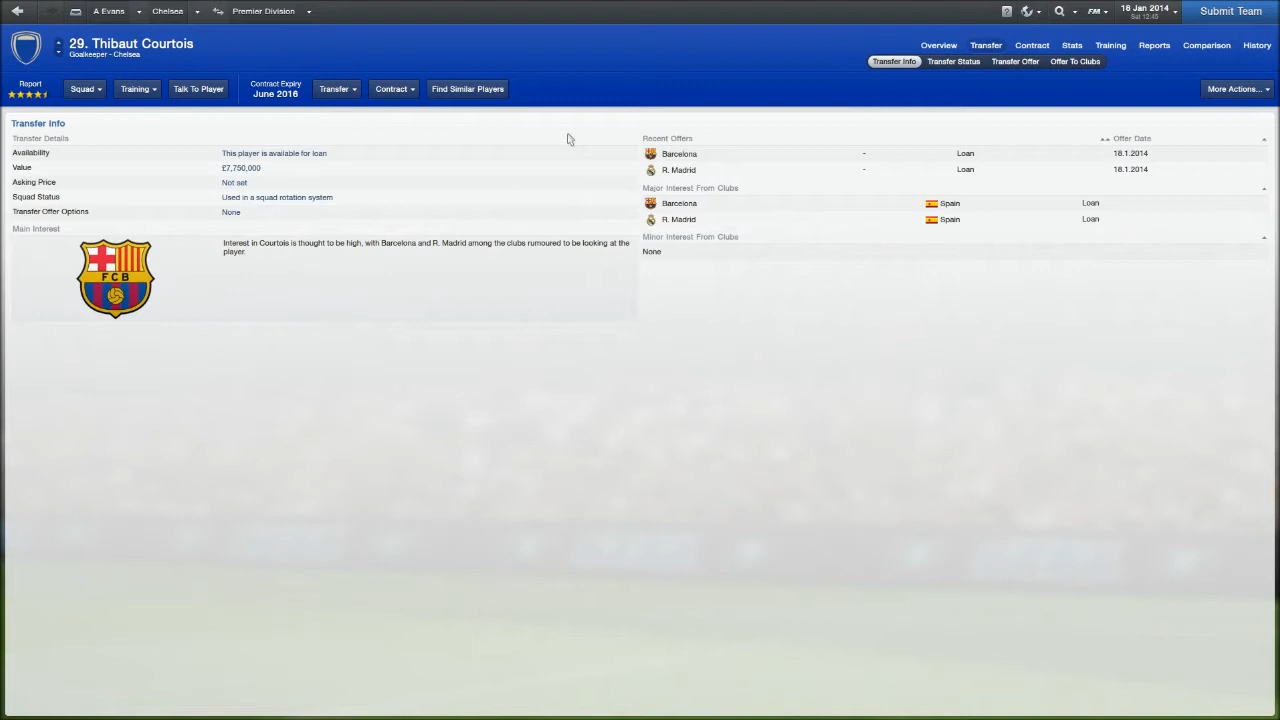 A Evans Chelsea Premier Division FM 18 Jan 2014 Submit Team
Sat 12:45
29. Thibaut Courtois
Goalkeeper - Chelsea
Overview Transfer Contract Stats Training Reports Comparison History
Transfer Info Transfer Status Transfer Offer Offer To Clubs
Report Squad Training Talk To Player Contract Expiry Transfer Contract Find Similar Players More Actions...
June 2016
Transfer Info
Transfer Details
Availability This player is available for loan
Value £7,750,000
Asking Price Not set
Squad Status Used in a squad rotation system
Transfer Offer Options None
Main Interest
Interest in Courtois is thought to be high, with Barcelona and R. Madrid among the clubs rumoured to be looking at the
player.
FCB
Recent Offers Offer Date
Barcelona - Loan 18.1.2014
R. Madrid - Loan 18.1.2014
Major Interest From Clubs
Barcelona Spain Loan
R. Madrid Spain Loan
Minor Interest From Clubs
None